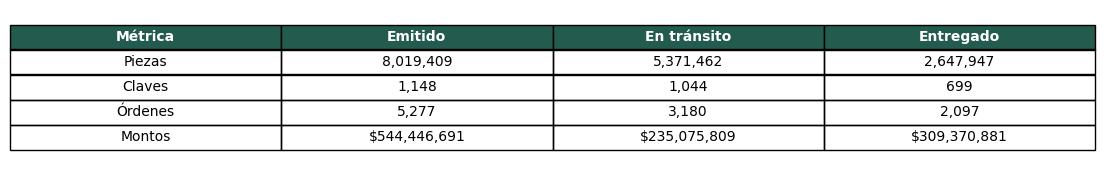 Métrica Emitido En tránsito Entregado
Piezas 8,019,409 5,371,462 2,647,947
Claves 1,148 1,044 699
Órdenes 5,277 3,180 2,097
Montos $544,446,691 $235,075,809 $309,370,881